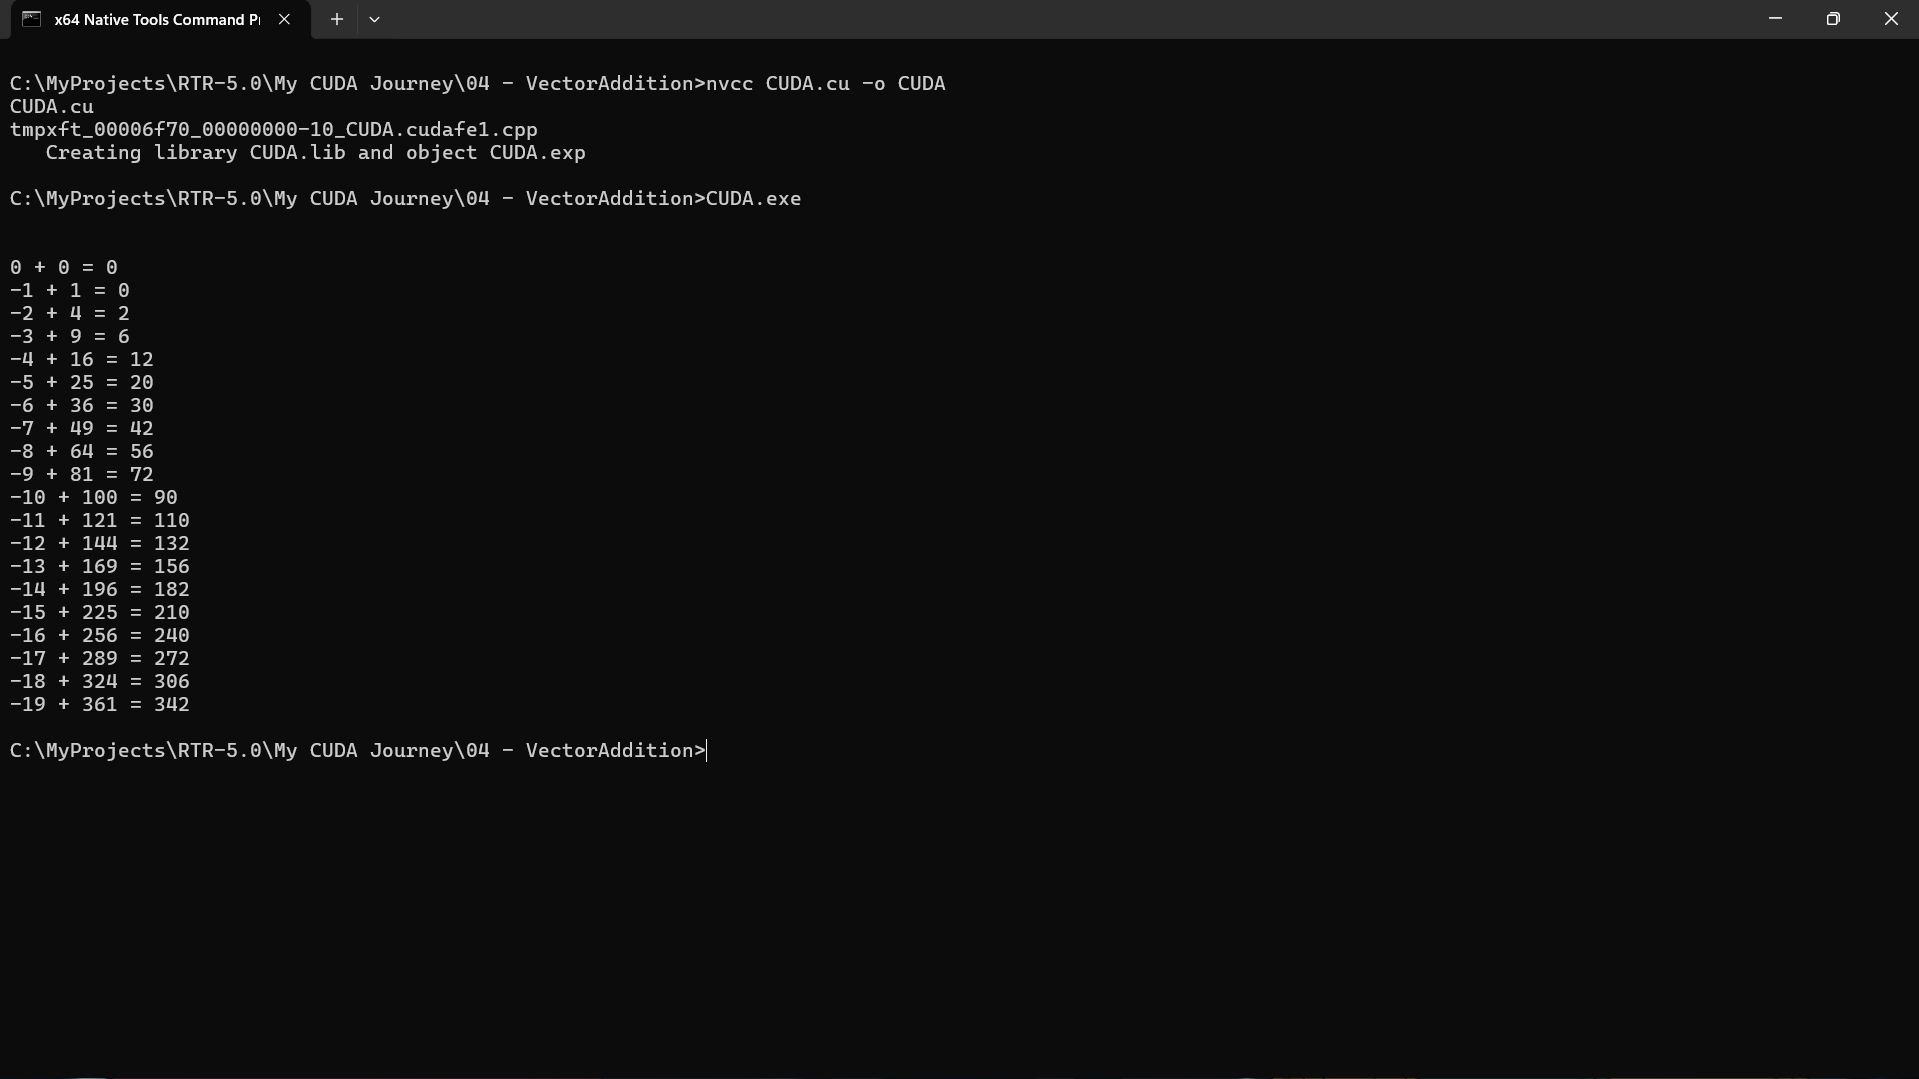 x64 Native Tools Command Pr
C:\MyProjects\RTR-5.0\My CUDA Journey\04 - VectorAddition>nvcc CUDA.cu -o CUDA
CUDA.cu
tmpxft_00006f70_00000000-10_CUDA.cudafe1.cpp
   Creating library CUDA.lib and object CUDA.exp
C:\MyProjects\RTR-5.0\My CUDA Journey\04 - VectorAddition>CUDA.exe
0 + 0 = 0
-1 + 1 = 0
-2 + 4 = 2
-3 + 9 = 6
-4 + 16 = 12
-5 + 25 = 20
-6 + 36 = 30
-7 + 49 = 42
-8 + 64 = 56
-9 + 81 = 72
-10 + 100 = 90
-11 + 121 = 110
-12 + 144 = 132
-13 + 169 = 156
-14 + 196 = 182
-15 + 225 = 210
-16 + 256 = 240
-17 + 289 = 272
-18 + 324 = 306
-19 + 361 = 342
C:\MyProjects\RTR-5.0\My CUDA Journey\04 - VectorAddition>